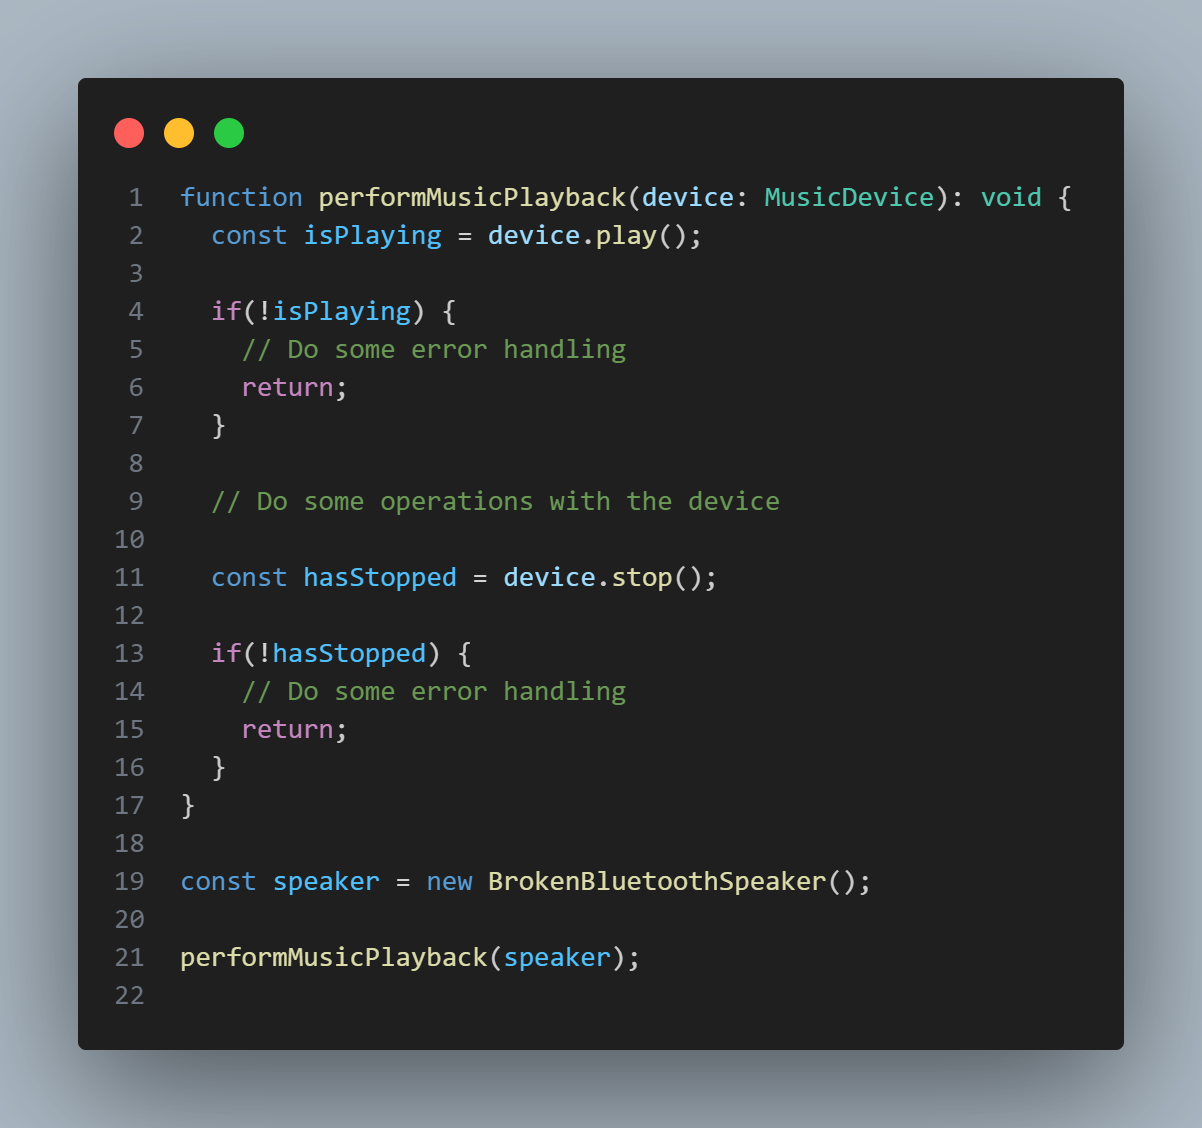 1 function performMusicPlayback(device: MusicDevice): void {
2   const isPlaying = device.play();
3
4   if(!isPlaying) {
5     // Do some error handling
6     return;
7   }
8
9   // Do some operations with the device
10
11   const hasStopped = device.stop();
12
13   if(!hasStopped) {
14     // Do some error handling
15     return;
16   }
17 }
18
19 const speaker = new BrokenBluetoothSpeaker();
20
21 performMusicPlayback(speaker);
22